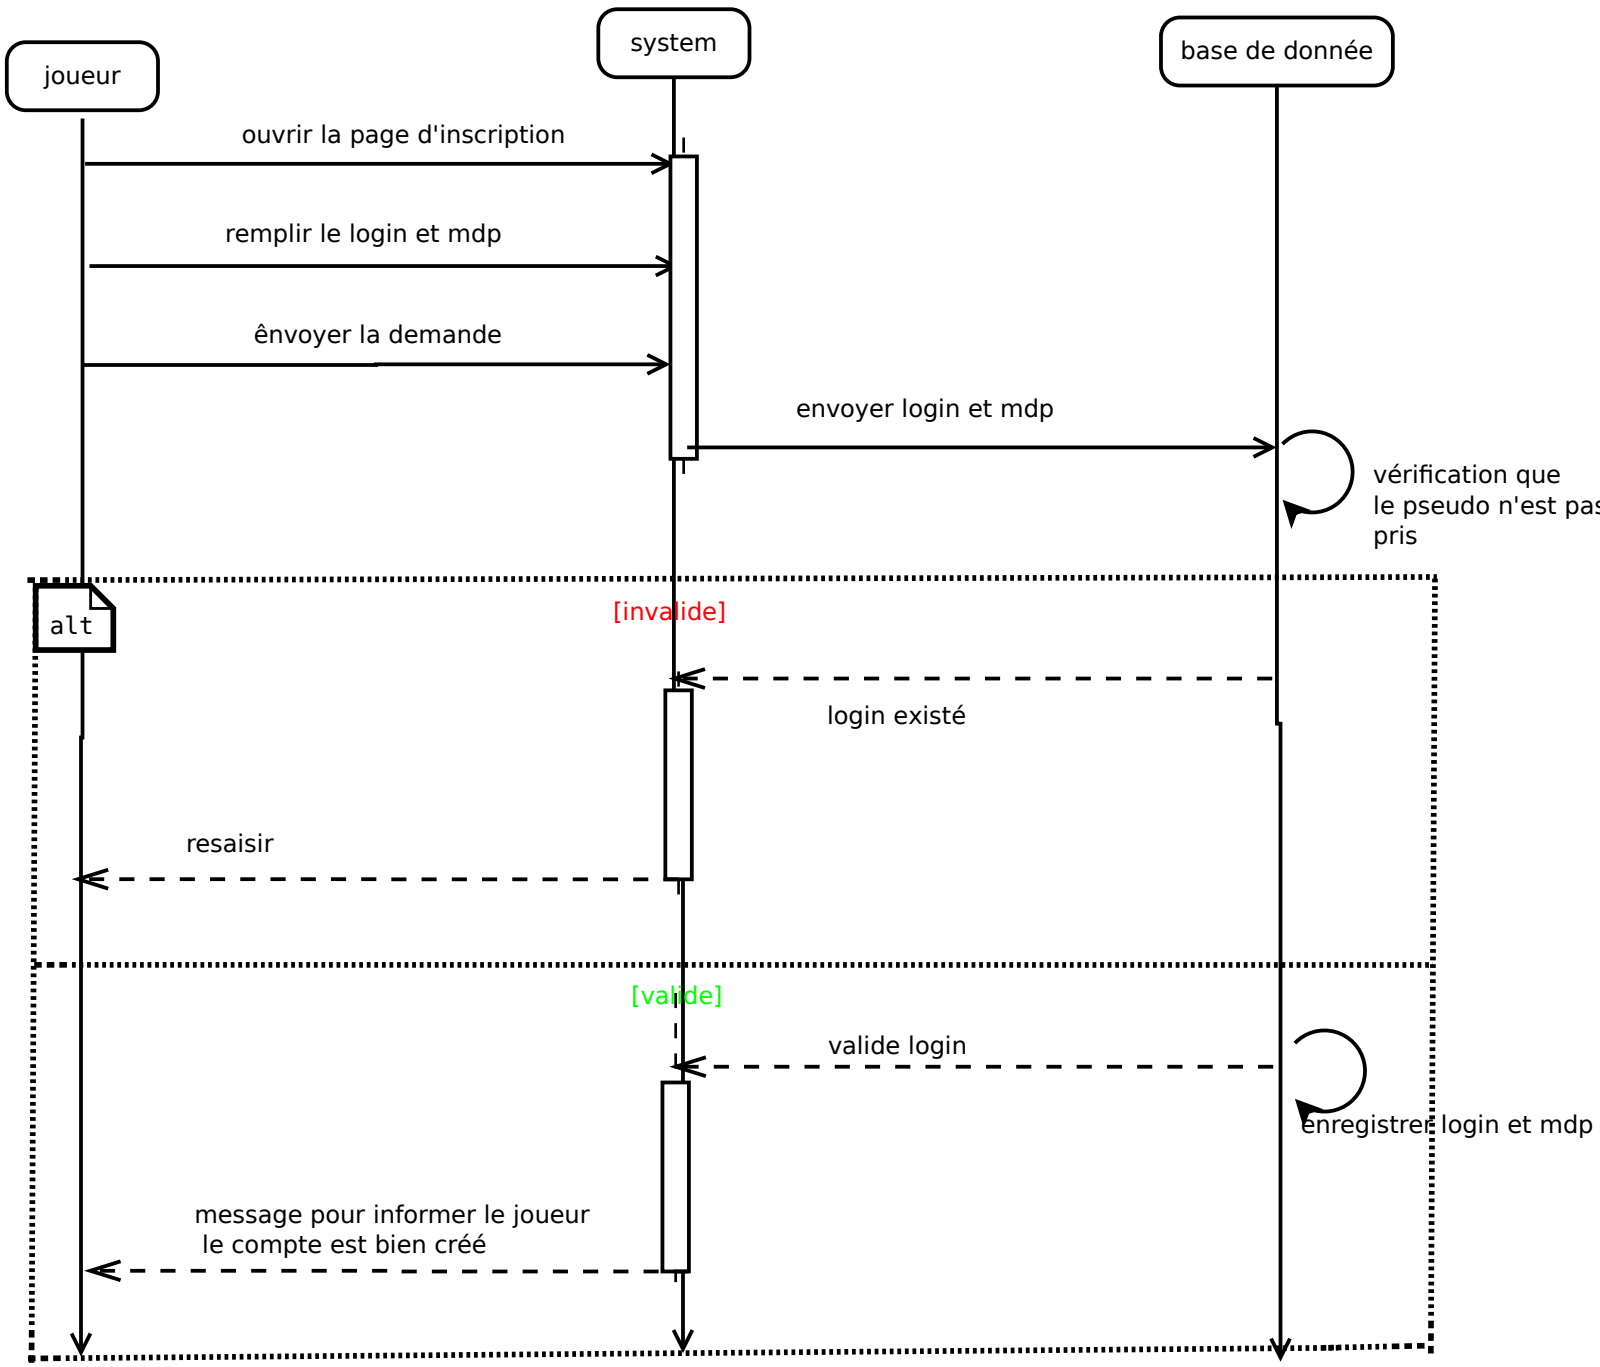 joueur
system
base de donnée
ouvrir la page d'inscription
remplir le login et mdp
ênvoyer la demande
envoyer login et mdp
vérification que
le pseudo n'est pas
pris
alt
[invalide]
login existé
resaisir
[valide]
valide login
enregistrer login et mdp
message pour informer le joueur
le compte est bien créé